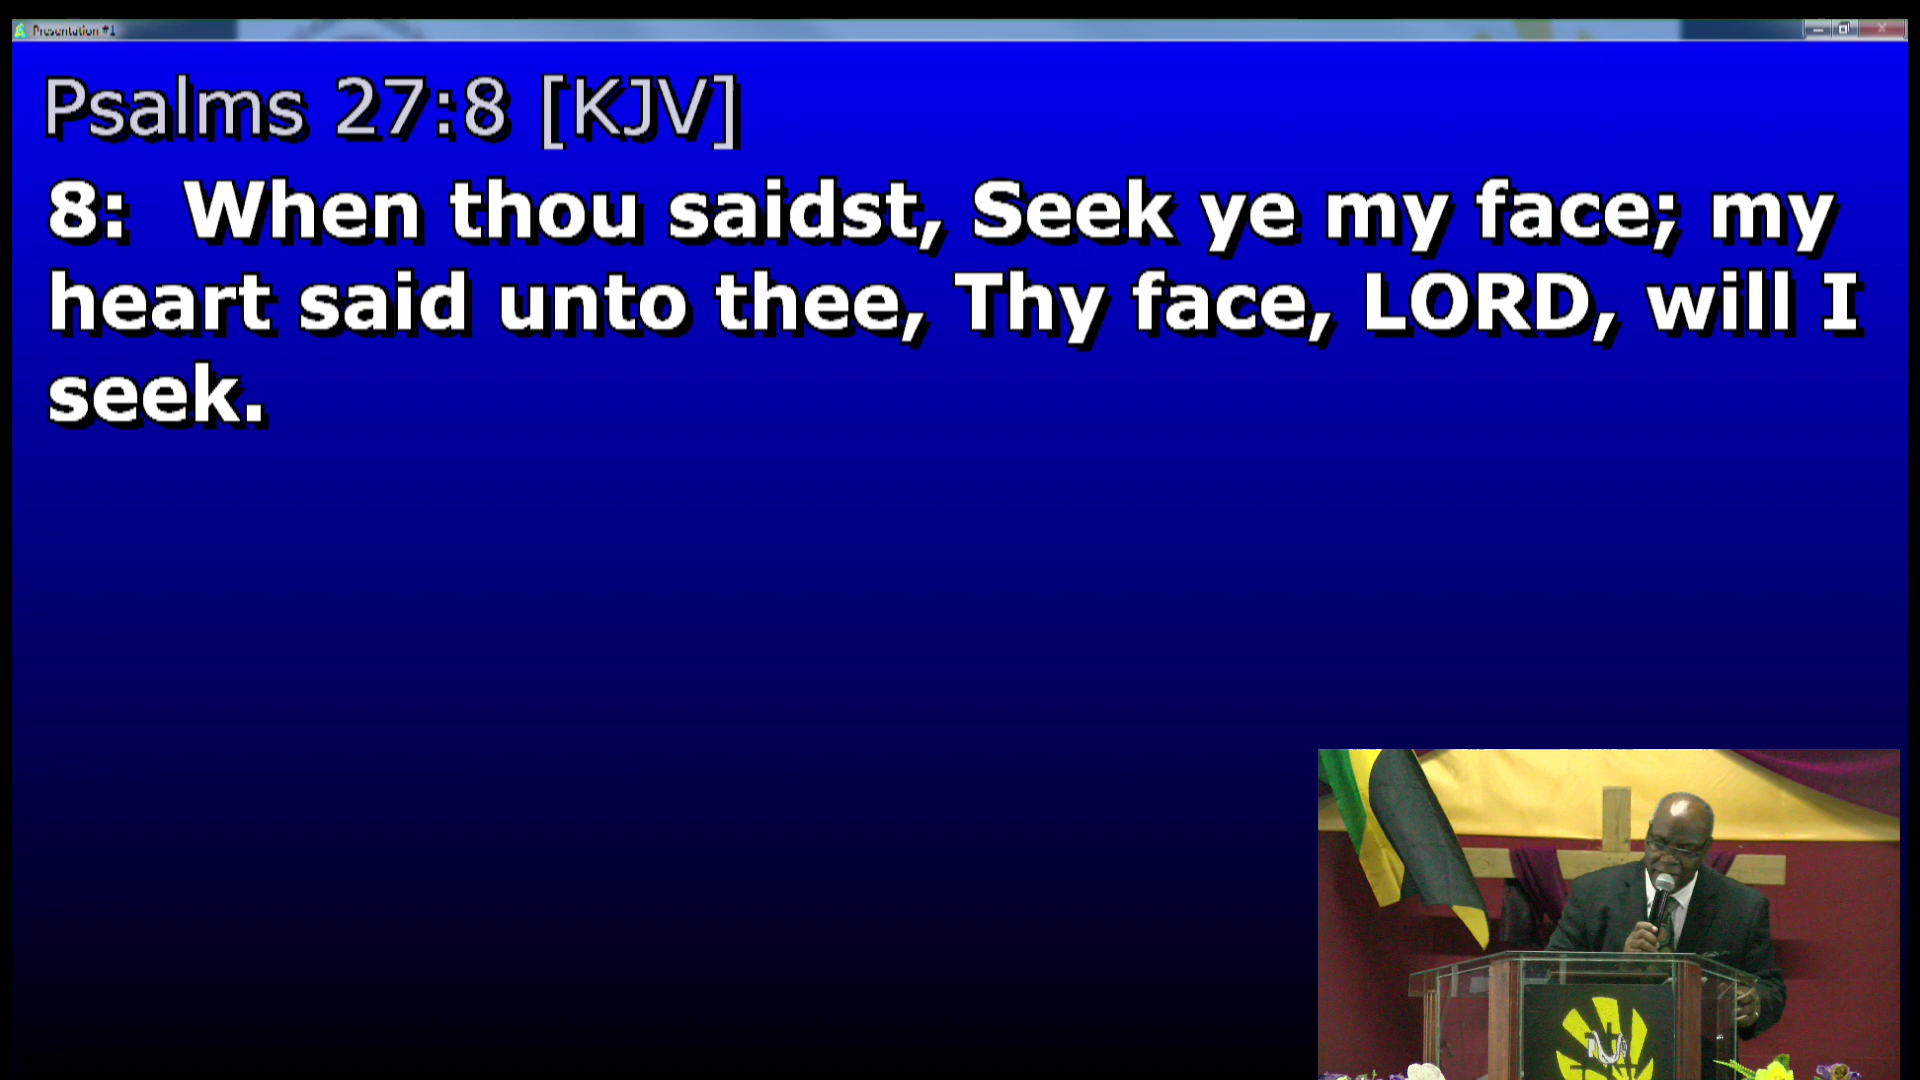 Presentation #1
Psalms 27:8 [KJV]
8: When thou saidst, Seek ye my face; my
heart said unto thee, Thy face, LORD, will I
seek.